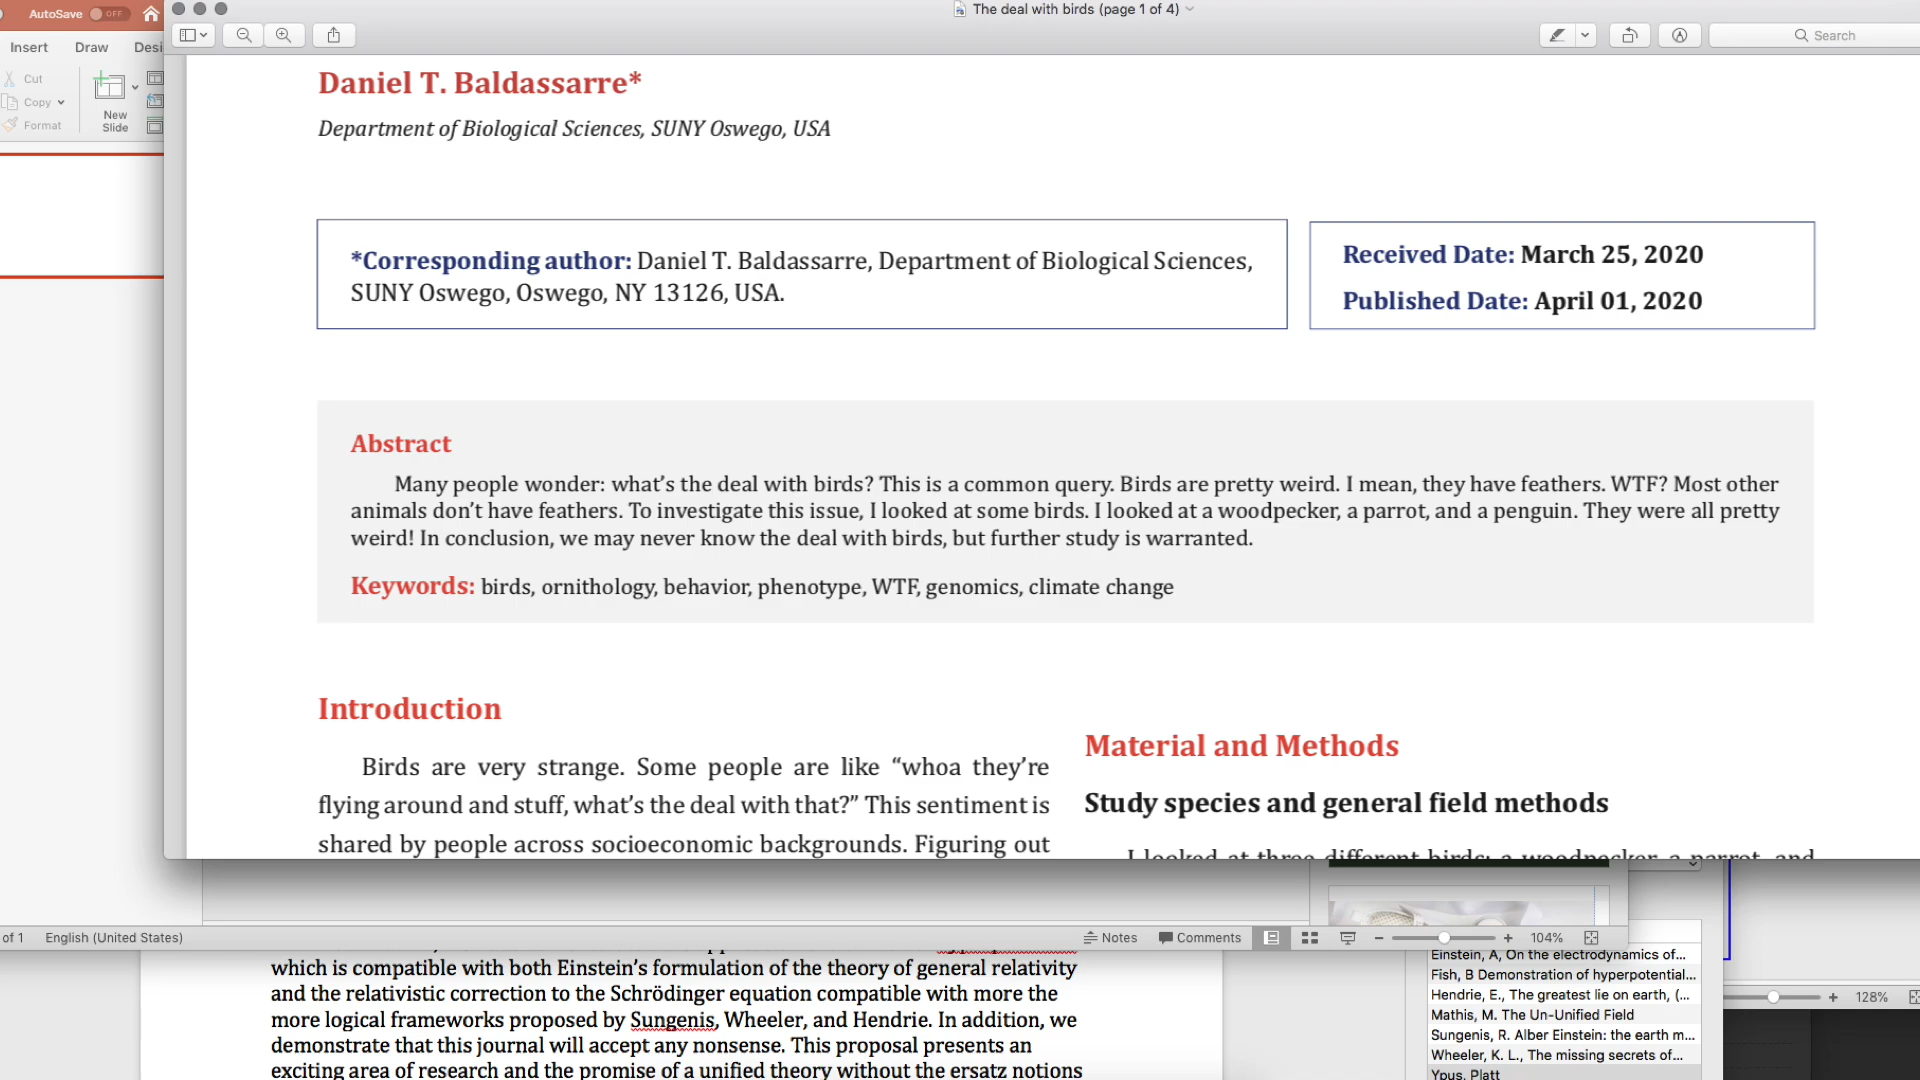 AutoSave OFF
The deal with birds (page 1 of 4)
Insert Draw Desi
Search
Cut
Copy
Format
New
Slide
Daniel T. Baldassarre*
Department of Biological Sciences, SUNY Oswego, USA
*Corresponding author: Daniel T. Baldassarre, Department of Biological Sciences,
SUNY Oswego, Oswego, NY 13126, USA.
Received Date: March 25, 2020
Published Date: April 01, 2020
Abstract
Many people wonder: what’s the deal with birds? This is a common query. Birds are pretty weird. I mean, they have feathers. WTF? Most other
animals don’t have feathers. To investigate this issue, I looked at some birds. I looked at a woodpecker, a parrot, and a penguin. They were all pretty
weird! In conclusion, we may never know the deal with birds, but further study is warranted.
Keywords: birds, ornithology, behavior, phenotype, WTF, genomics, climate change
Introduction
Birds are very strange. Some people are like “whoa they’re
flying around and stuff, what’s the deal with that?” This sentiment is
shared by people across socioeconomic backgrounds. Figuring out
Material and Methods
Study species and general field methods
I looked at three different birds: a woodpecker, a parrot, and
of 1 English (United States)
Notes Comments 104%
which is compatible with both Einstein’s formulation of the theory of general relativity
and the relativistic correction to the Schrödinger equation compatible with more the
more logical frameworks proposed by Sungenis, Wheeler, and Hendrie. In addition, we
demonstrate that this journal will accept any nonsense. This proposal presents an
exciting area of research and the promise of a unified theory without the ersatz notions
Einstein, A, On the electrodynamics of...
Fish, B Demonstration of hyperpotential...
Hendrie, E., The greatest lie on earth, (...
Mathis, M. The Un-Unified Field
Sungenis, R. Alber Einstein: the earth m...
Wheeler, K. L., The missing secrets of...
Ypus, Platt
128%